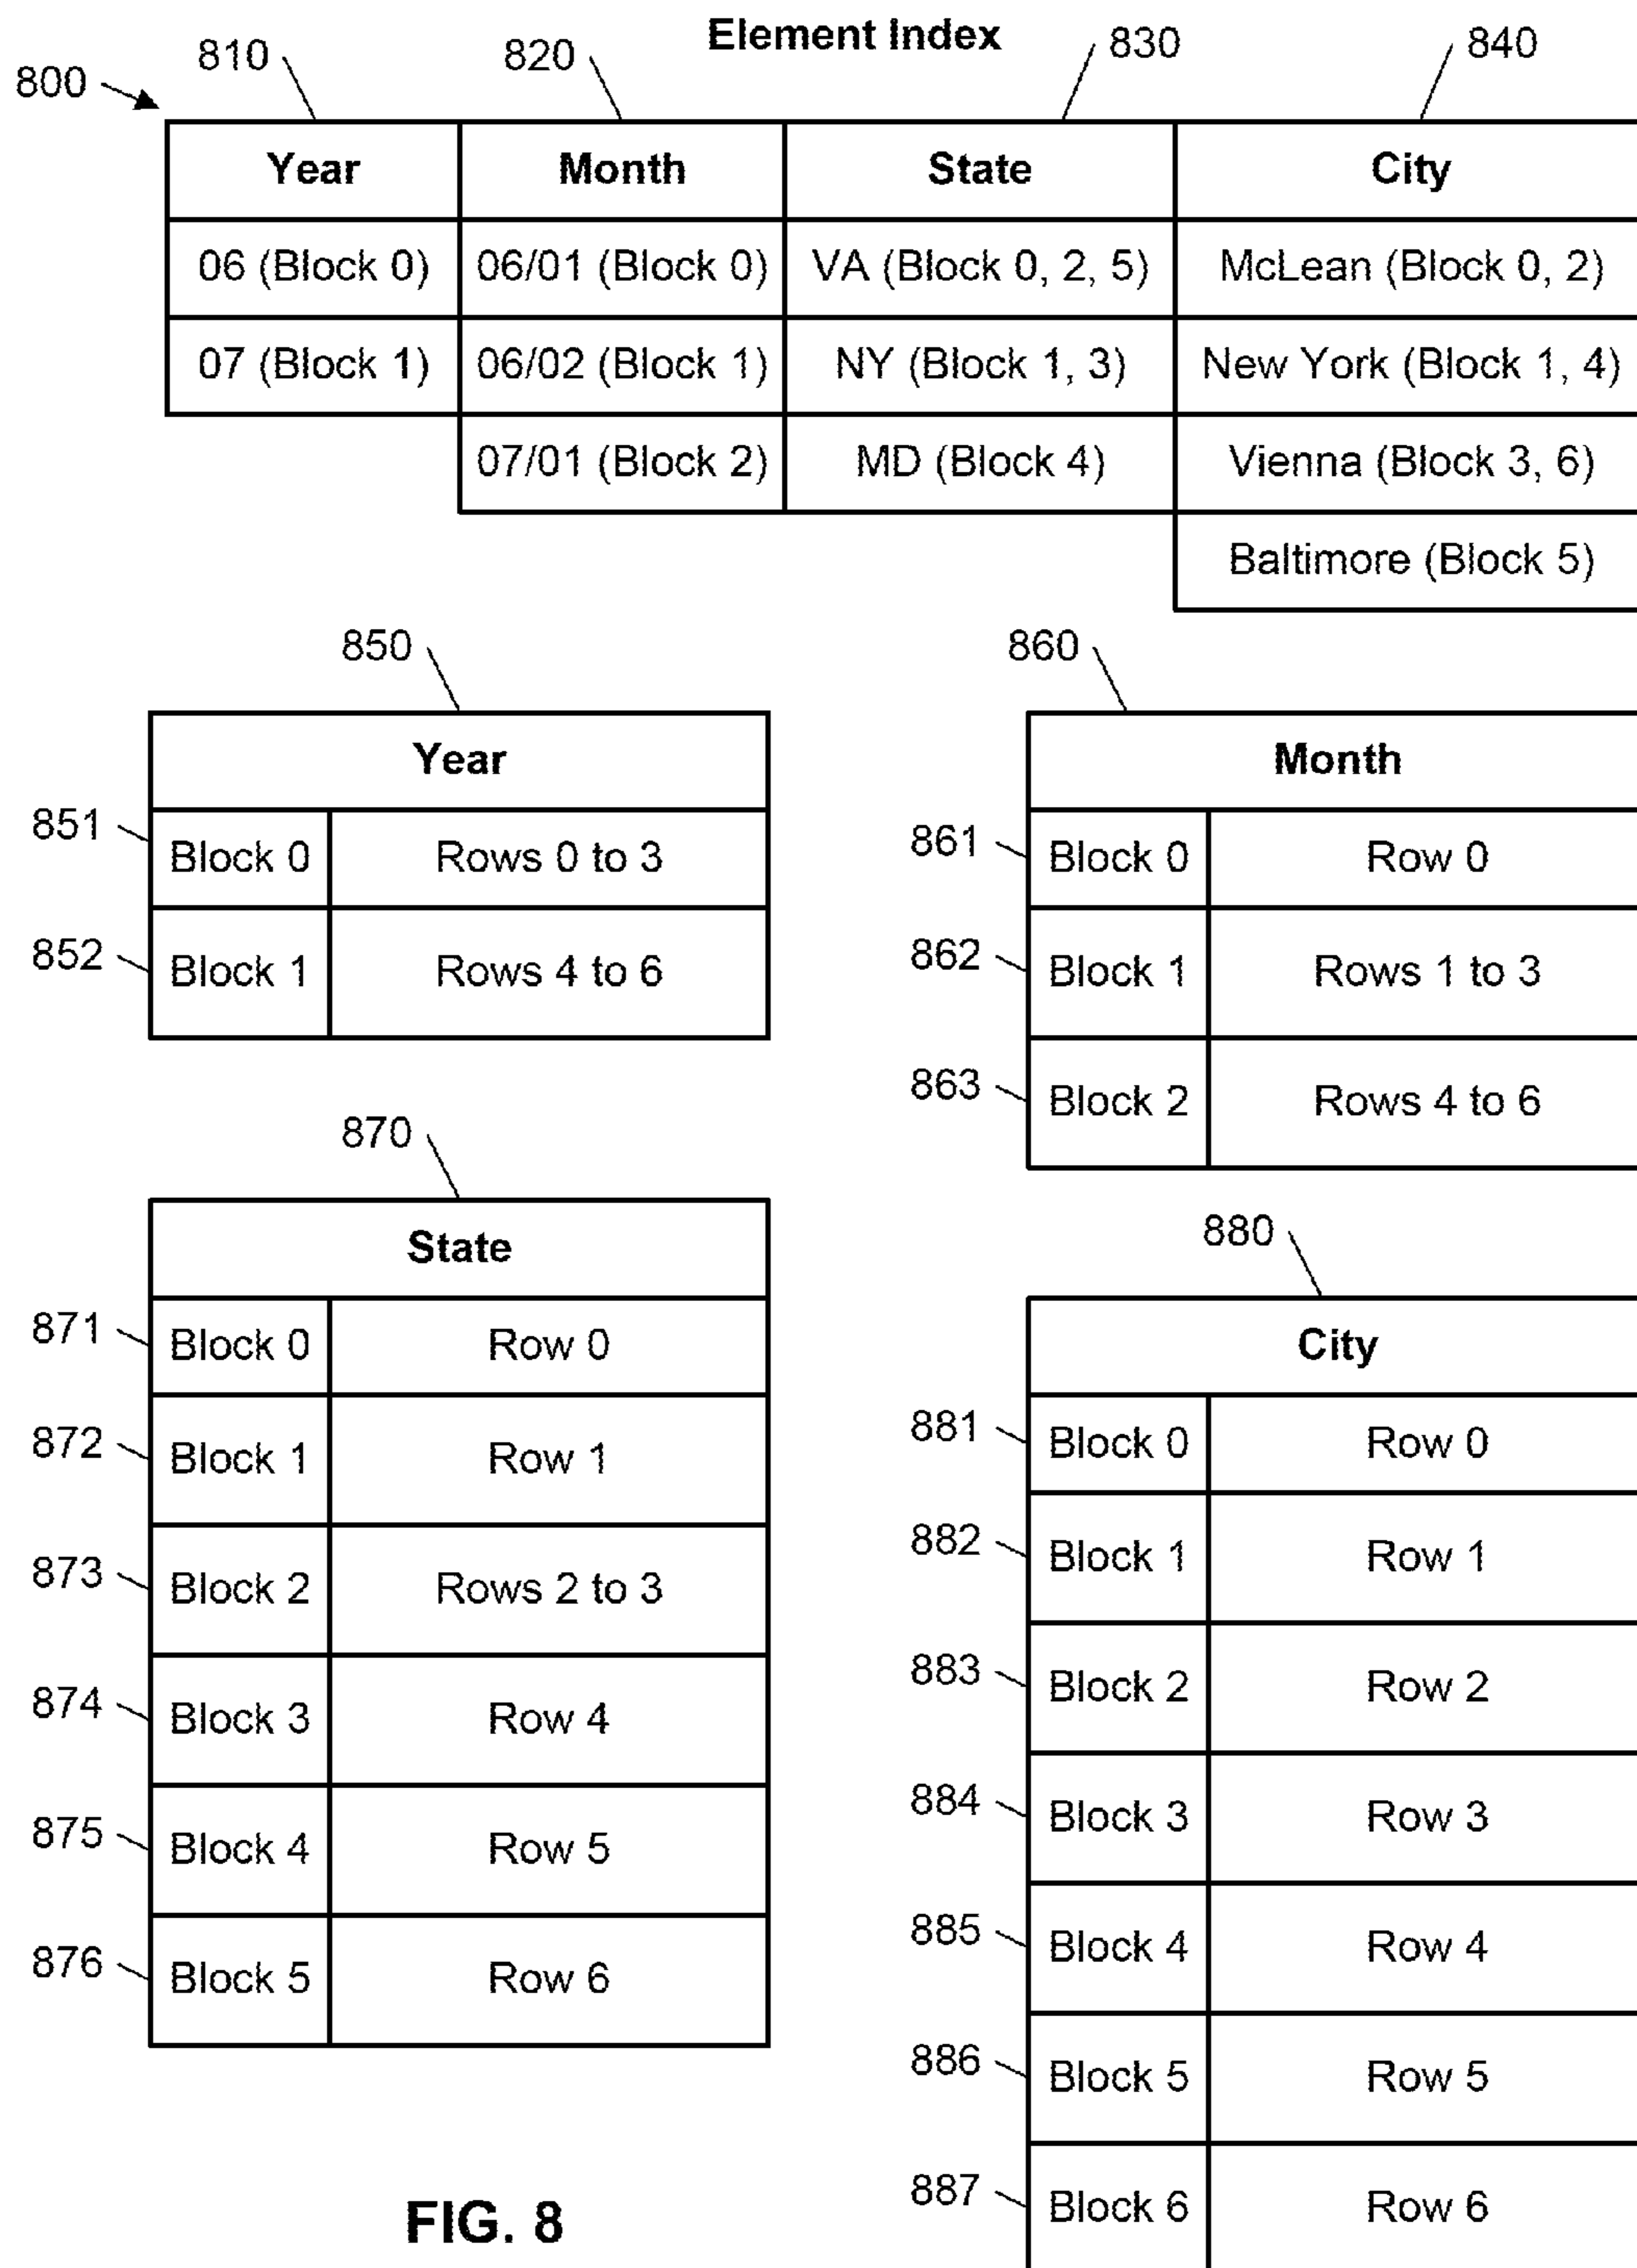 Element Index
800 810 820 830 840
Year Month State City
06 (Block 0) 06/01 (Block 0) VA (Block 0, 2, 5) McLean (Block 0, 2)
07 (Block 1) 06/02 (Block 1) NY (Block 1, 3) New York (Block 1, 4)
07/01 (Block 2) MD (Block 4) Vienna (Block 3, 6)
Baltimore (Block 5)
850
Year
851 Block 0 Rows 0 to 3
852 Block 1 Rows 4 to 6
860
Month
861 Block 0 Row 0
862 Block 1 Rows 1 to 3
863 Block 2 Rows 4 to 6
870
State
871 Block 0 Row 0
872 Block 1 Row 1
873 Block 2 Rows 2 to 3
874 Block 3 Row 4
875 Block 4 Row 5
876 Block 5 Row 6
880
City
881 Block 0 Row 0
882 Block 1 Row 1
883 Block 2 Row 2
884 Block 3 Row 3
885 Block 4 Row 4
886 Block 5 Row 5
887 Block 6 Row 6
FIG. 8